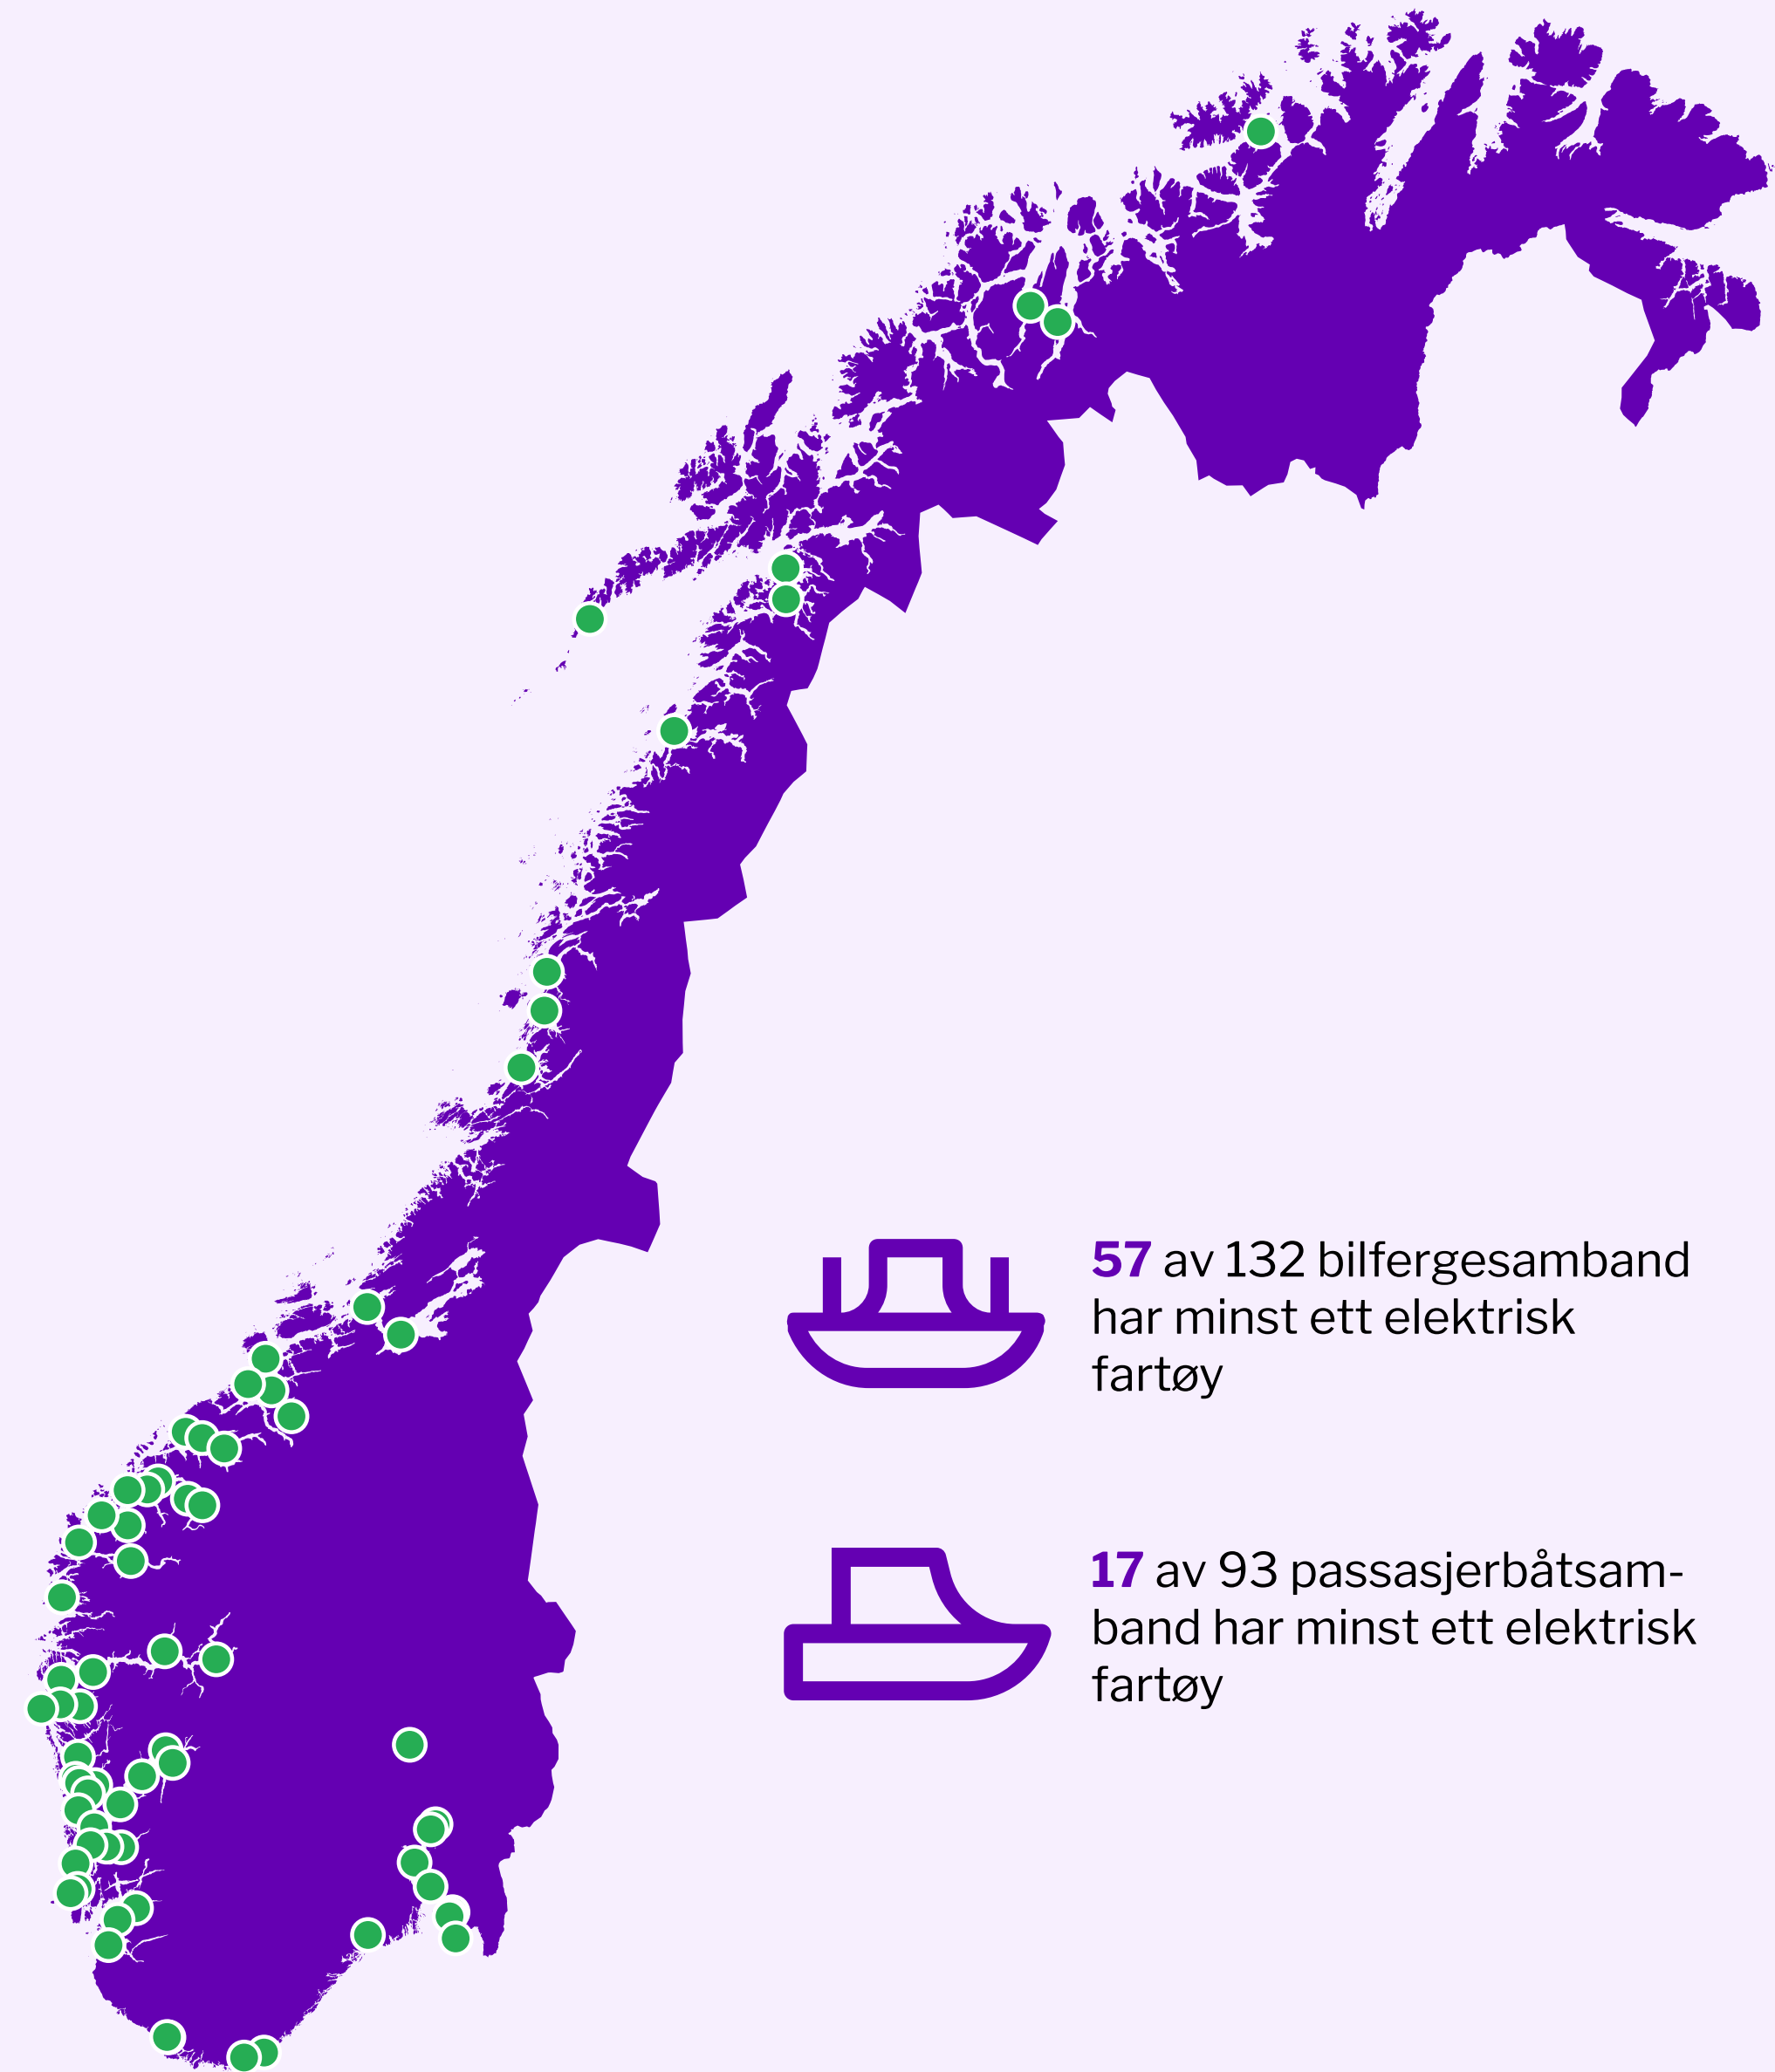 57 av 132 bilfergesamband
har minst ett elektrisk
fartøy
17 av 93 passasjerbåtsam-
band har minst ett elektrisk
fartøy